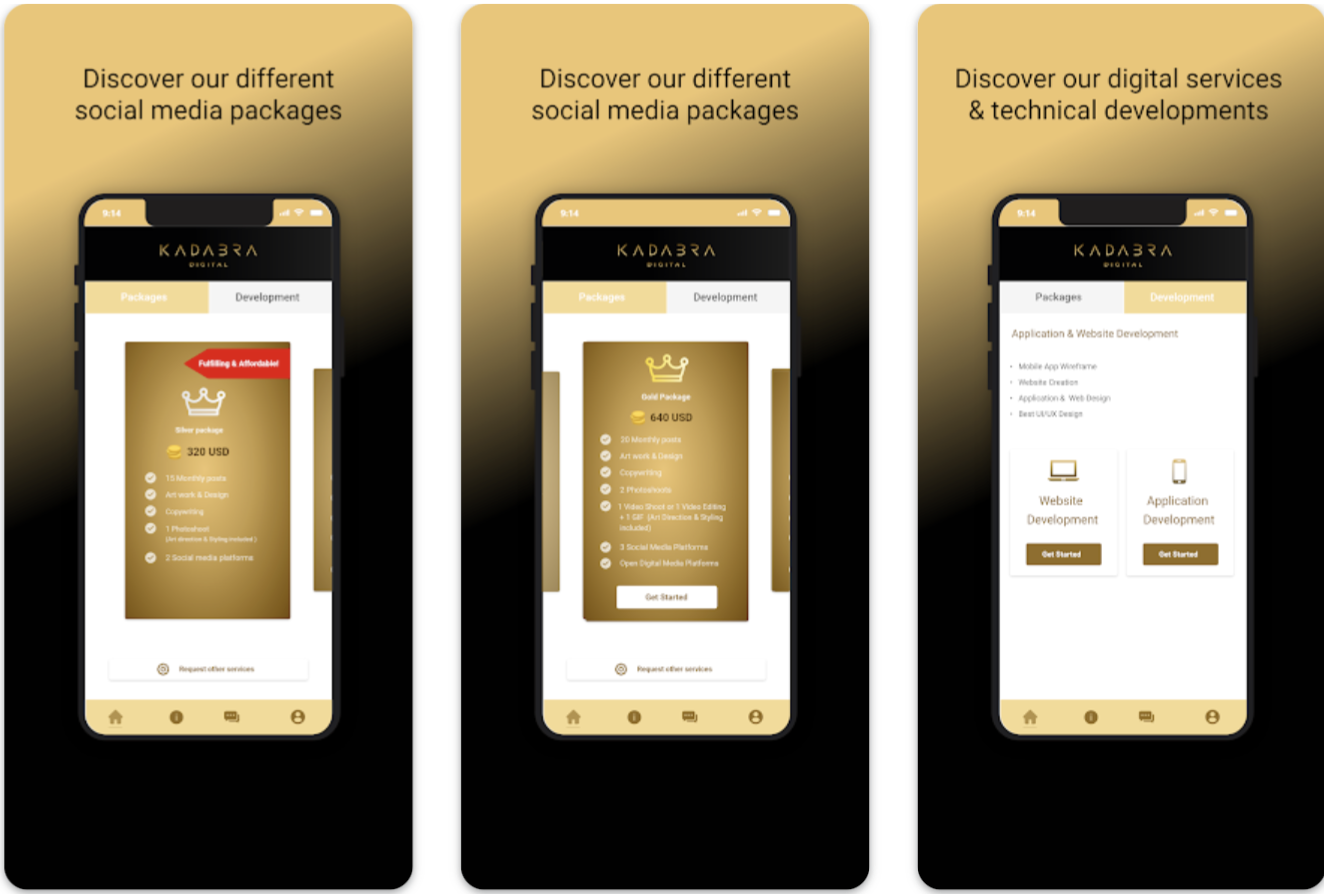 Discover our different
social media packages
9:14
KADABRA
DIGITAL
Packages
Development
Fulfilling & Affordable!
Silver package
320 USD
15 Monthly posts
Art work & Design
Copywriting
1 Photoshoot
(Art direction & Styling included )
2 Social media platforms
Request other services
Discover our different
social media packages
9:14
KADABRA
DIGITAL
Packages
Development
Gold Package
640 USD
20 Monthly posts
Art work & Design
Copywriting
2 Photoshoots
1 Video Shoot or 1 Video Editing
+ 1 GIF (Art Direction & Styling
included)
3 Social Media Platforms
Open Digital Media Platforms
Get Started
Request other services
Discover our digital services
& technical developments
9:14
KADABRA
DIGITAL
Packages
Development
Application & Website Development
• Mobile App Wireframe
• Website Creation
• Application & Web Design
• Best UI/UX Design
Website
Development
Get Started
Application
Development
Get Started